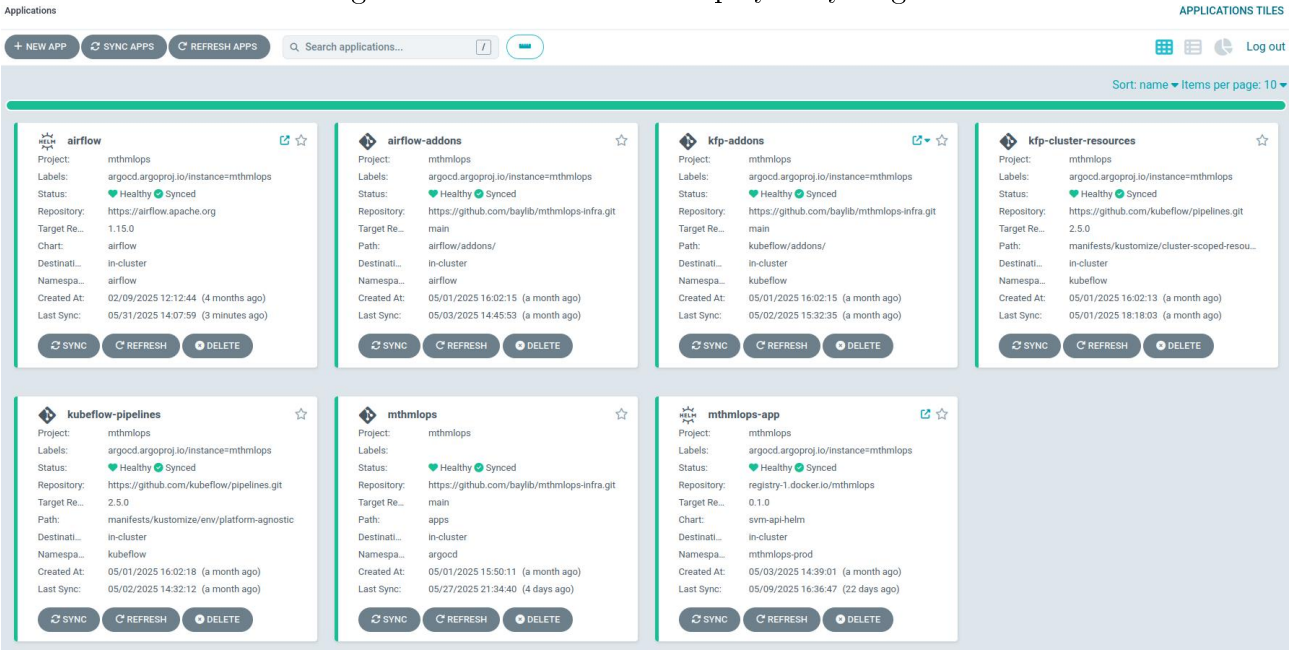 Applications
APPLICATIONS TILES
+ NEW APP
SYNC APPS
REFRESH APPS
Search applications...
/
Log out
Sort: name
Items per page: 10
HELM
airflow
Project: mthmlops
Labels: argocd.argoproj.io/instance=mthmlops
Status: Healthy Synced
Repository: https://airflow.apache.org
Target Re... 1.15.0
Chart: airflow
Destinati... in-cluster
Namespa... airflow
Created At: 02/09/2025 12:12:44 (4 months ago)
Last Sync: 05/31/2025 14:07:59 (3 minutes ago)
SYNC REFRESH DELETE
airflow-addons
Project: mthmlops
Labels: argocd.argoproj.io/instance=mthmlops
Status: Healthy Synced
Repository: https://github.com/baylib/mthmlops-infra.git
Target Re... main
Path: airflow/addons/
Destinati... in-cluster
Namespa... airflow
Created At: 05/01/2025 16:02:15 (a month ago)
Last Sync: 05/03/2025 14:45:53 (a month ago)
SYNC REFRESH DELETE
kfp-addons
Project: mthmlops
Labels: argocd.argoproj.io/instance=mthmlops
Status: Healthy Synced
Repository: https://github.com/baylib/mthmlops-infra.git
Target Re... main
Path: kubeflow/addons/
Destinati... in-cluster
Namespa... kubeflow
Created At: 05/01/2025 16:02:15 (a month ago)
Last Sync: 05/02/2025 15:32:35 (a month ago)
SYNC REFRESH DELETE
kfp-cluster-resources
Project: mthmlops
Labels: argocd.argoproj.io/instance=mthmlops
Status: Healthy Synced
Repository: https://github.com/kubeflow/pipelines.git
Target Re... 2.5.0
Path: manifests/kustomize/cluster-scoped-resou...
Destinati... in-cluster
Namespa... kubeflow
Created At: 05/01/2025 16:02:13 (a month ago)
Last Sync: 05/01/2025 18:18:03 (a month ago)
SYNC REFRESH DELETE
kubeflow-pipelines
Project: mthmlops
Labels: argocd.argoproj.io/instance=mthmlops
Status: Healthy Synced
Repository: https://github.com/kubeflow/pipelines.git
Target Re... 2.5.0
Path: manifests/kustomize/env/platform-agnostic
Destinati... in-cluster
Namespa... kubeflow
Created At: 05/01/2025 16:02:18 (a month ago)
Last Sync: 05/02/2025 14:32:12 (a month ago)
SYNC REFRESH DELETE
mthmlops
Project: mthmlops
Labels:
Status: Healthy Synced
Repository: https://github.com/baylib/mthmlops-infra.git
Target Re... main
Path: apps
Destinati... in-cluster
Namespa... argocd
Created At: 05/01/2025 15:50:11 (a month ago)
Last Sync: 05/27/2025 21:34:40 (4 days ago)
SYNC REFRESH DELETE
HELM
mthmlops-app
Project: mthmlops
Labels: argocd.argoproj.io/instance=mthmlops
Status: Healthy Synced
Repository: registry-1.docker.io/mthmlops
Target Re... 0.1.0
Chart: svm-api-helm
Destinati... in-cluster
Namespa... mthmlops-prod
Created At: 05/03/2025 14:39:01 (a month ago)
Last Sync: 05/09/2025 16:36:47 (22 days ago)
SYNC REFRESH DELETE